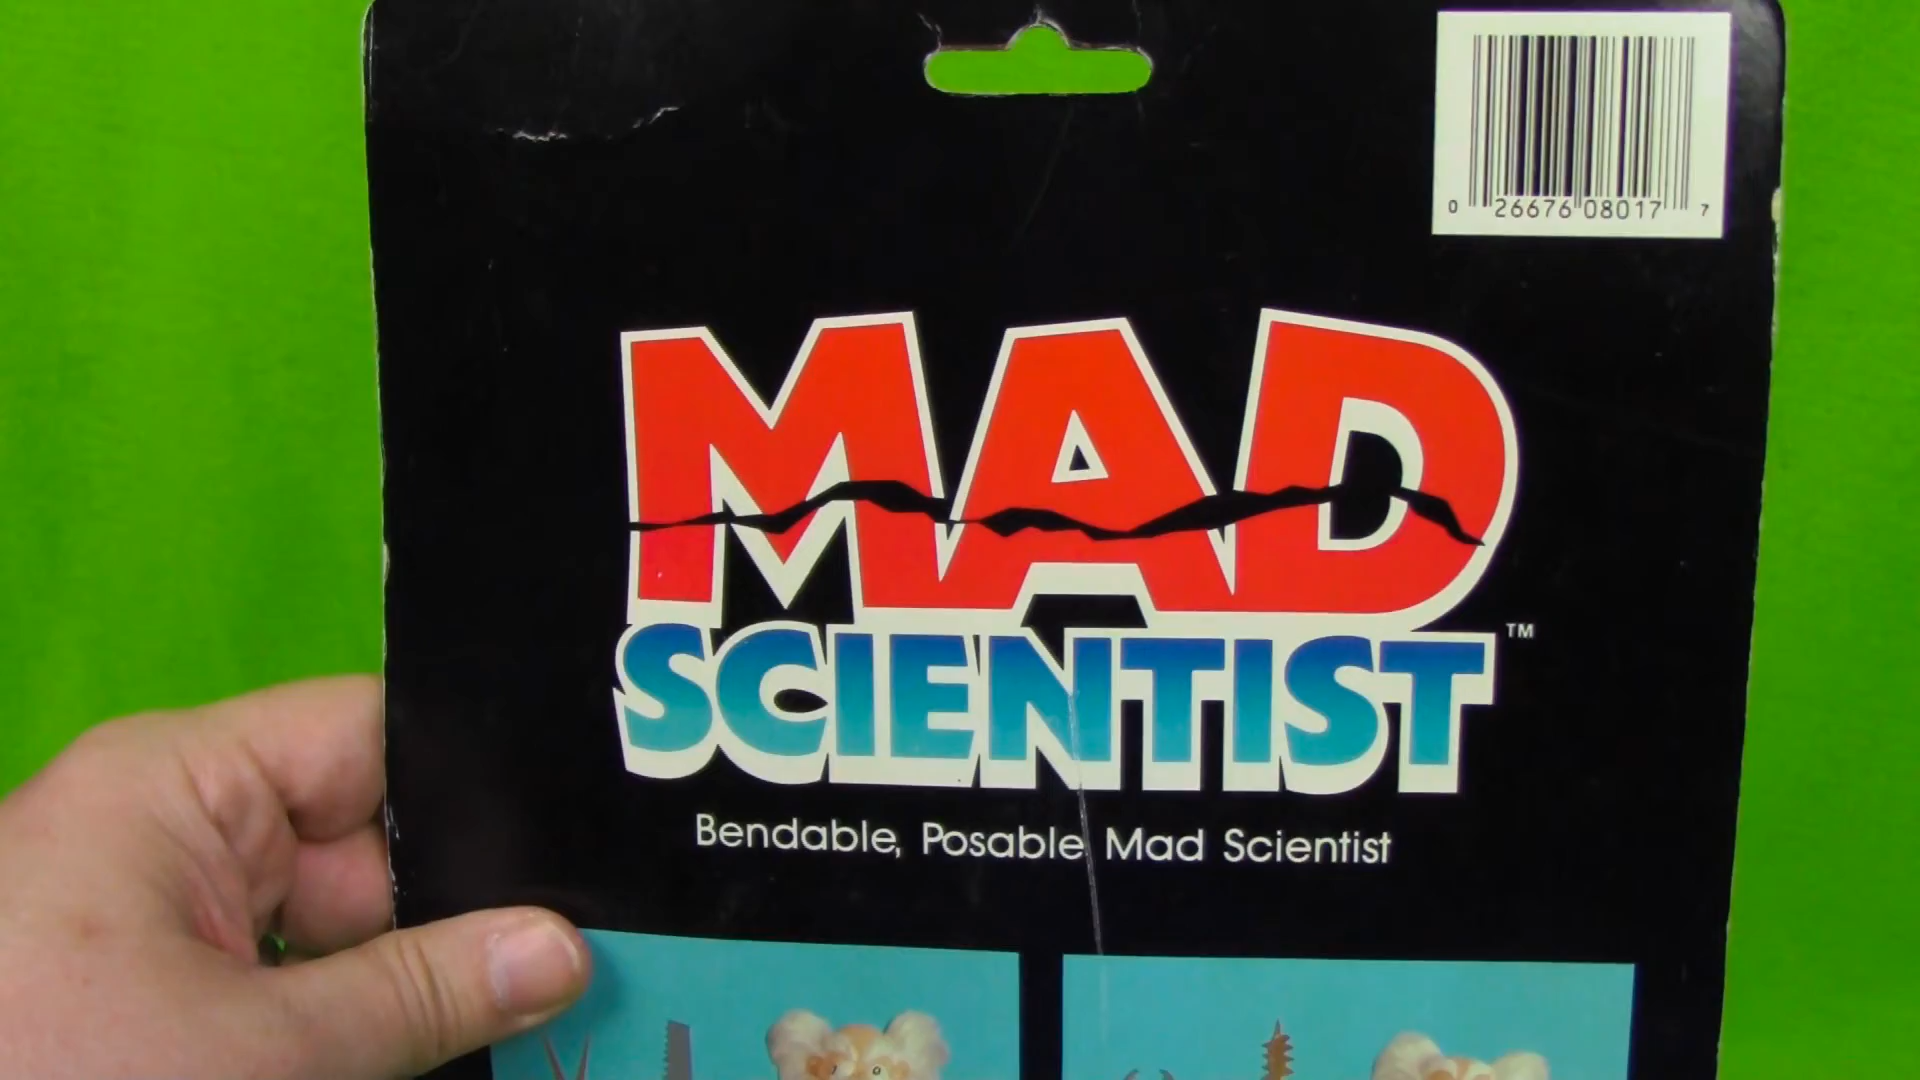 0 26676 08017 7
MAD
SCIENTIST™
Bendable, Posable Mad Scientist